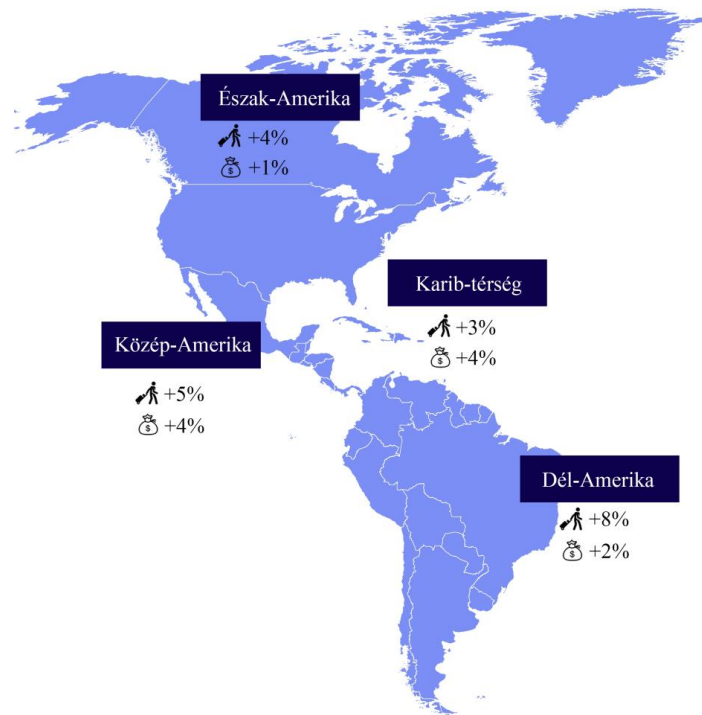 Észak-Amerika
+4%
$ +1%
Karib-térség
+3%
$ +4%
Közép-Amerika
+5%
$ +4%
Dél-Amerika
+8%
$ +2%